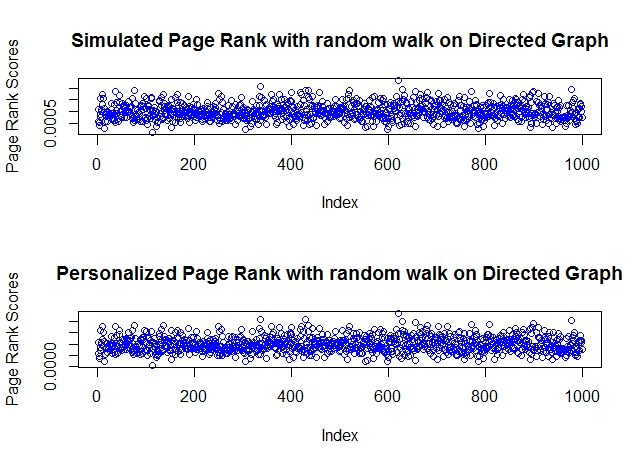 Simulated Page Rank with random walk on Directed Graph
Page Rank Scores
0.0005
0 200 400 600 800 1000
Index
Personalized Page Rank with random walk on Directed Graph
Page Rank Scores
0.0000
0 200 400 600 800 1000
Index